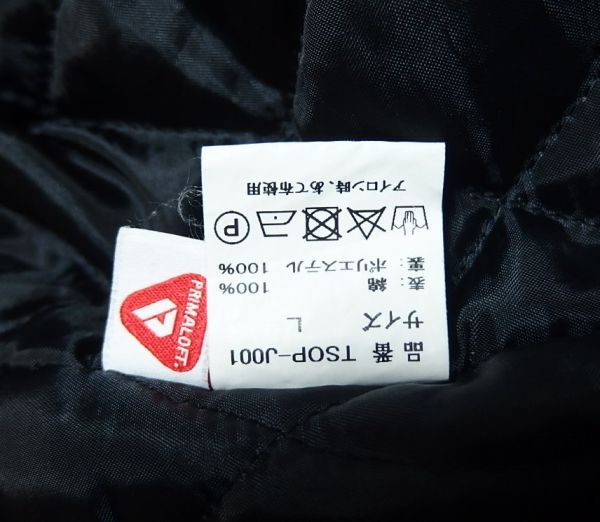 品番 TSOP-J001
サイズ L
表：綿 100%
裏：ポリエステル 100%
P
アイロン時、あて布使用
PRIMALOFT.